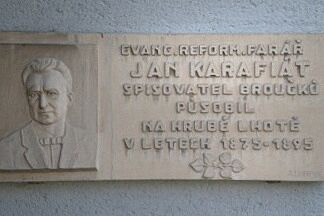 EVANG.REFORM.FARÁŘ
JAN KARAFIÁT
SPISOVATEL BROUČKŮ
PŮSOBIL
NA HRUBÉ LHOTĚ
V LETECH 1875-1895